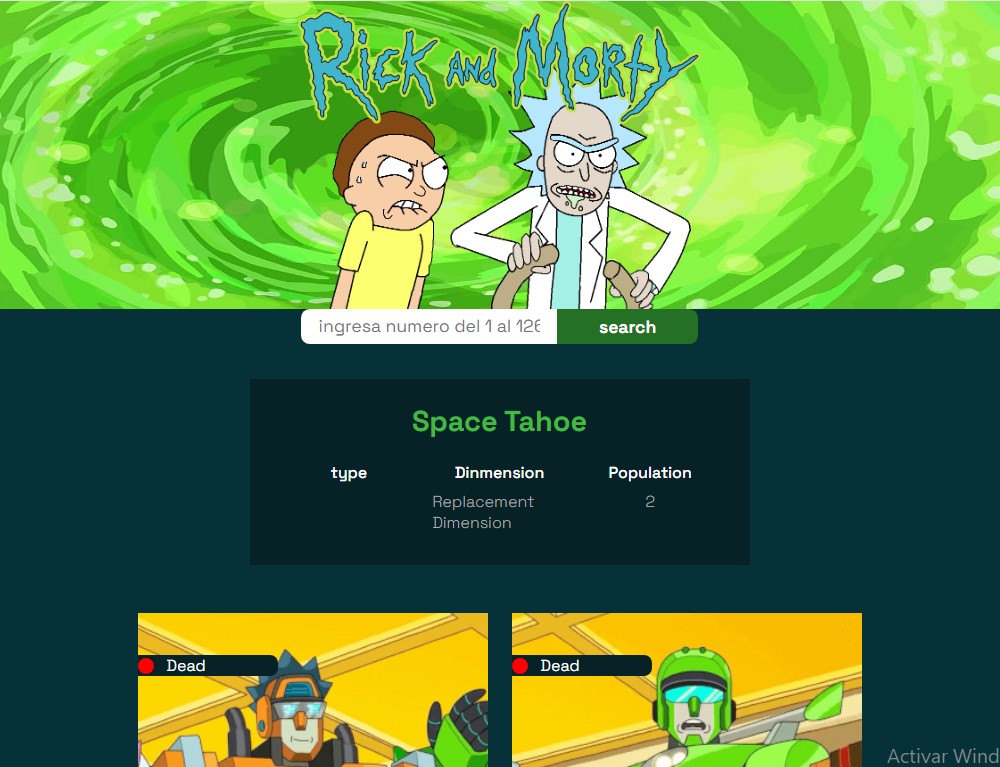 Rick and Morty
ingresa numero del 1 al 126
search
Space Tahoe
type Dinmension Population
Replacement 2
Dimension
Dead Dead
Activar Wind